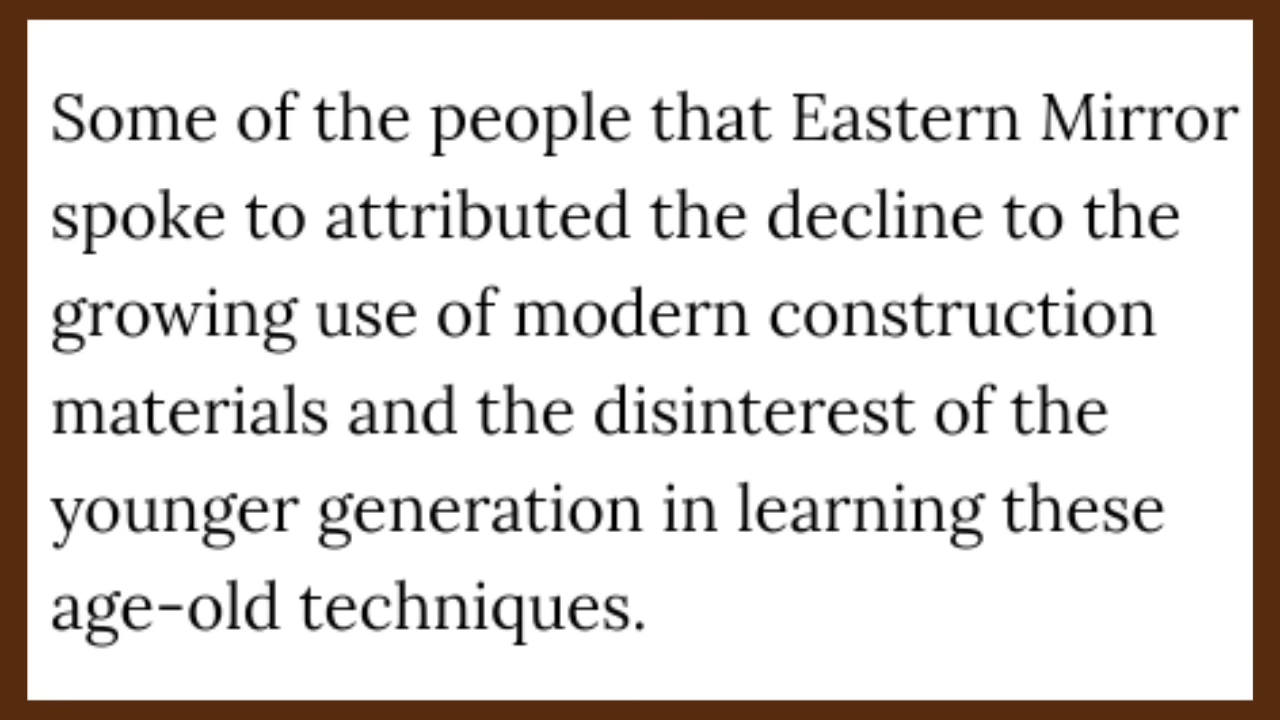 Some of the people that Eastern Mirror
spoke to attributed the decline to the
growing use of modern construction
materials and the disinterest of the
younger generation in learning these
age-old techniques.